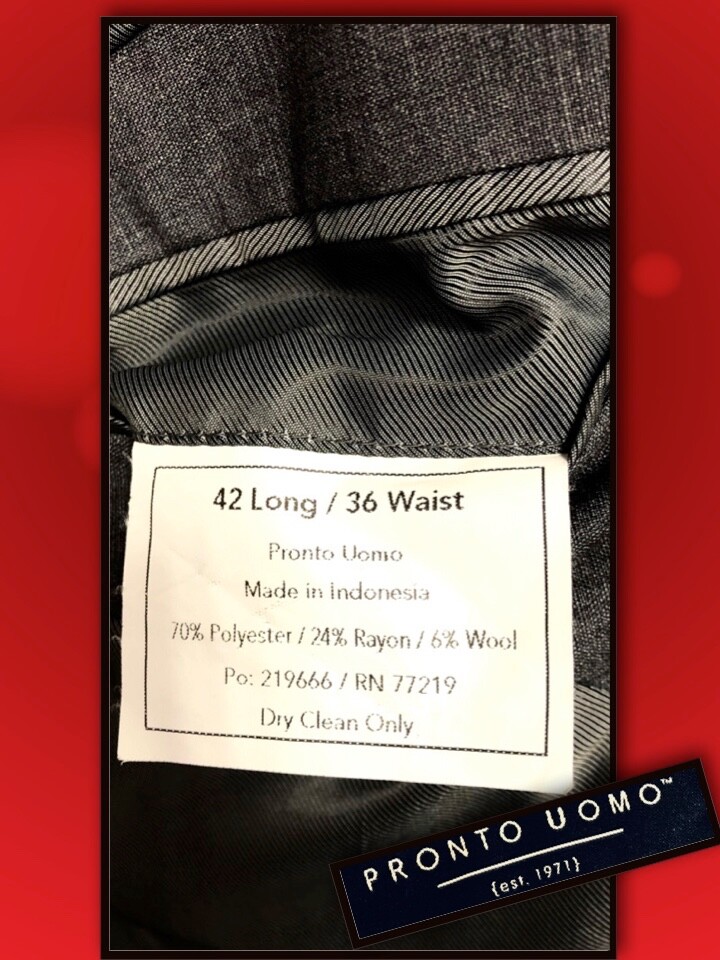 42 Long / 36 Waist
Pronto Uomo
Made in Indonesia
70% Polyester / 24% Rayon / 6% Wool
Po: 219666 / RN 77219
Dry Clean Only
PRONTO UOMO™
{est. 1971}